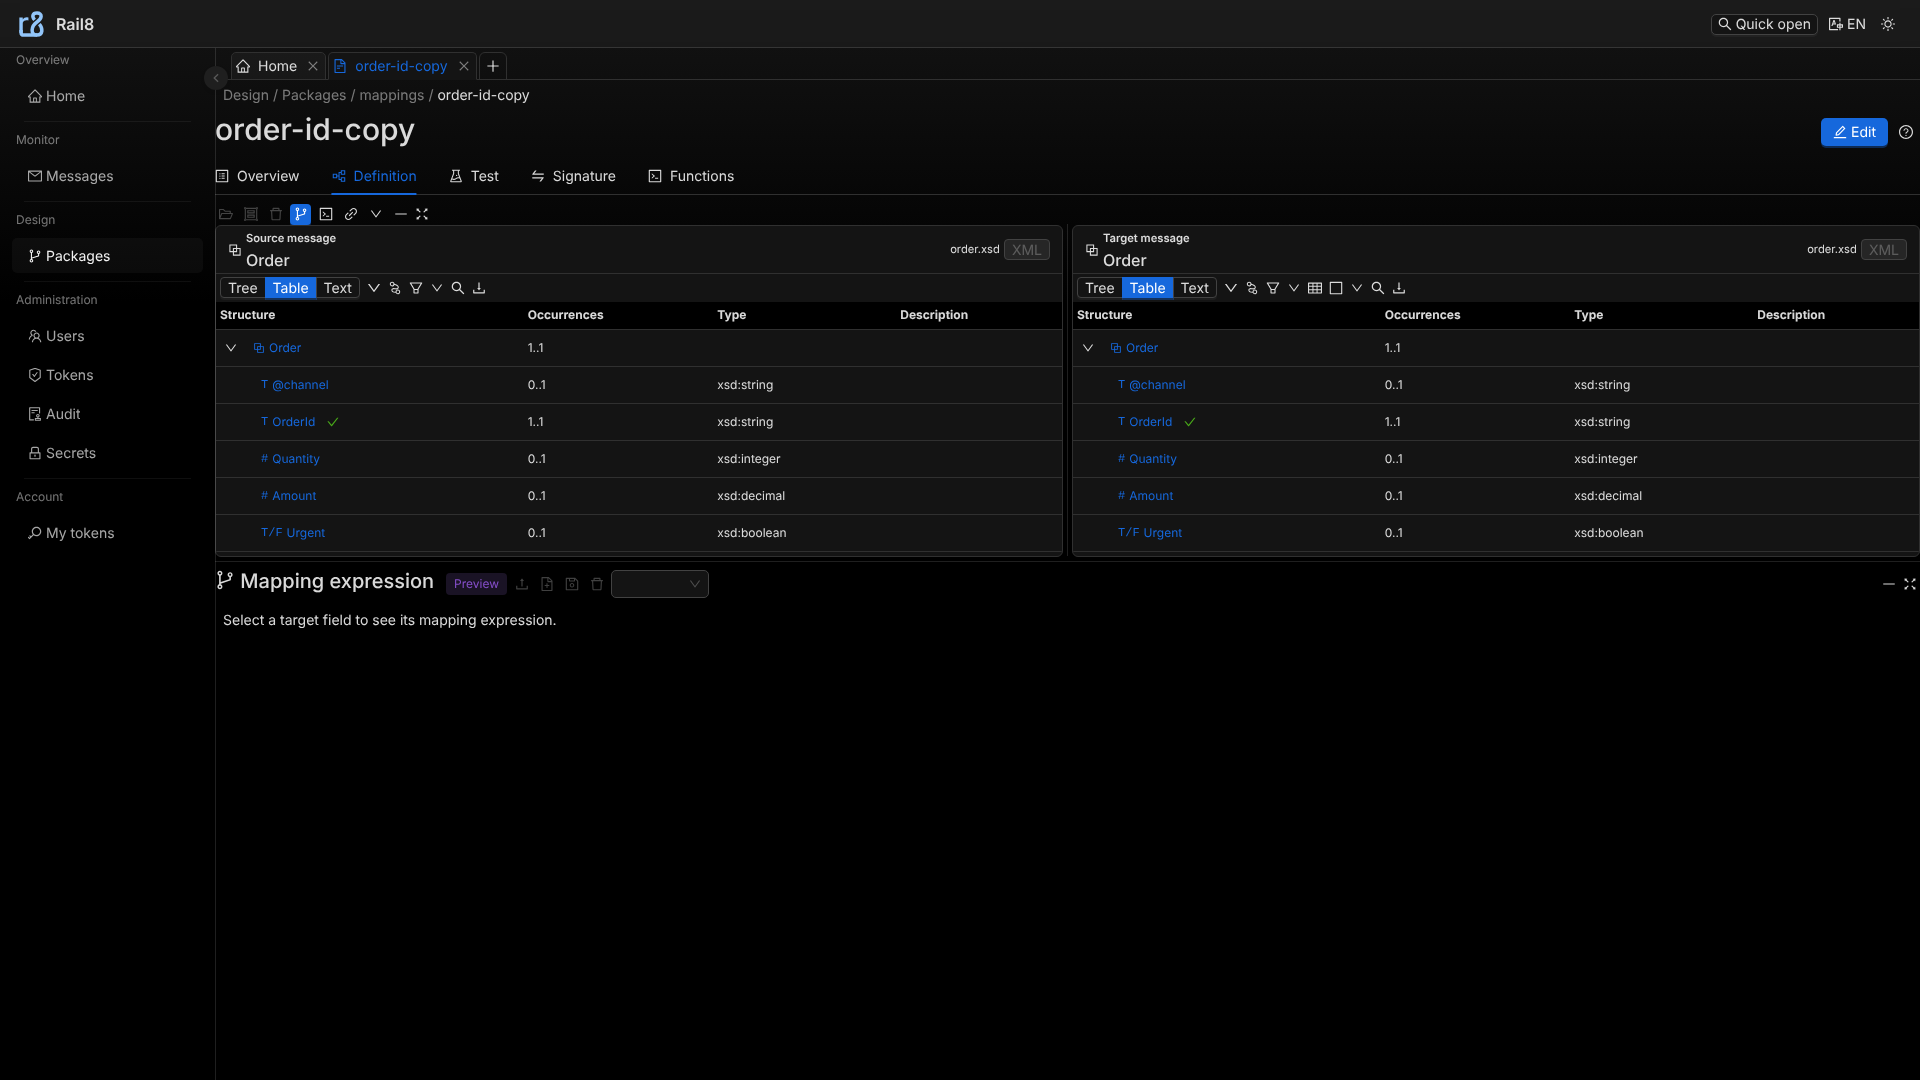 Rail8
Quick open
EN
Overview
Home
Monitor
Messages
Design
Packages
Administration
Users
Tokens
Audit
Secrets
Account
My tokens
Home
order-id-copy
Design / Packages / mappings / order-id-copy
order-id-copy
Edit
Overview
Definition
Test
Signature
Functions
Source message
Order
order.xsd XML
Tree Table Text
Structure Occurrences Type Description
Order 1..1
T @channel 0..1 xsd:string
T OrderId 1..1 xsd:string
# Quantity 0..1 xsd:integer
# Amount 0..1 xsd:decimal
T/F Urgent 0..1 xsd:boolean
Target message
Order
order.xsd XML
Tree Table Text
Structure Occurrences Type Description
Order 1..1
T @channel 0..1 xsd:string
T OrderId 1..1 xsd:string
# Quantity 0..1 xsd:integer
# Amount 0..1 xsd:decimal
T/F Urgent 0..1 xsd:boolean
Mapping expression Preview
Select a target field to see its mapping expression.